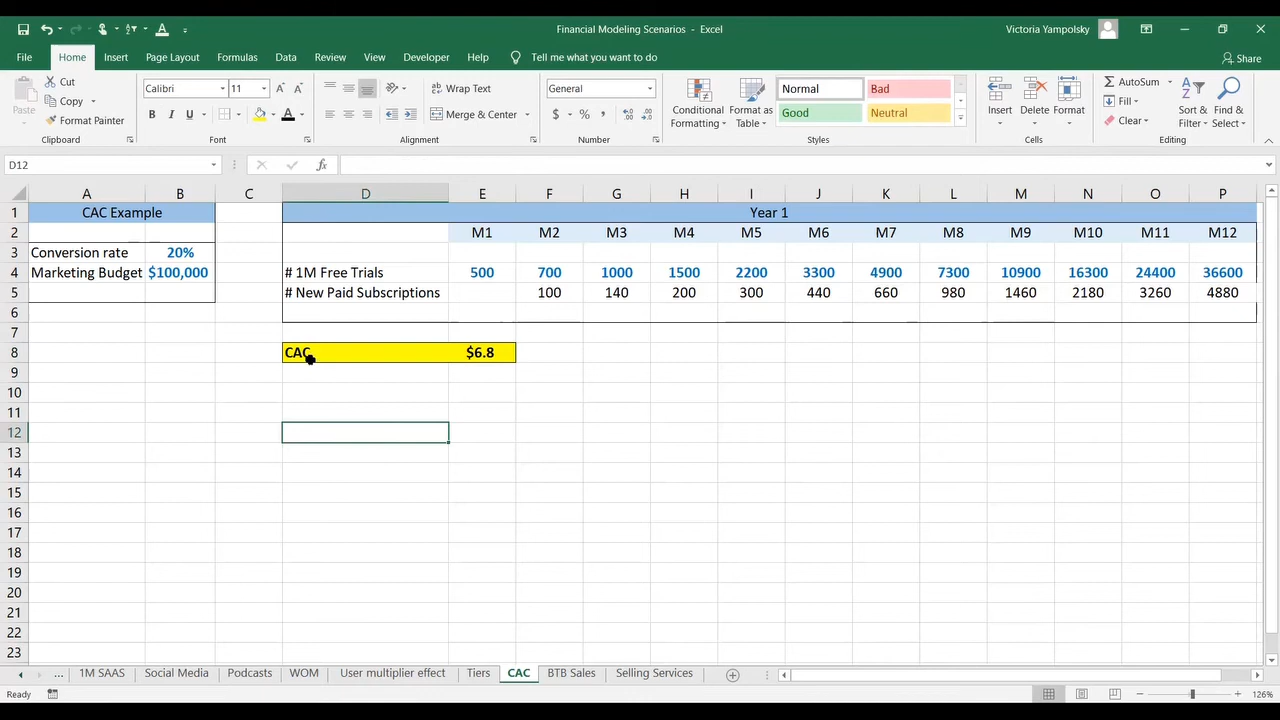 Financial Modeling Scenarios - Excel
Victoria Yampolsky
File Home Insert Page Layout Formulas Data Review View Developer Help Tell me what you want to do Share
Paste
Cut
Copy
Format Painter
Clipboard
Calibri 11
B I U A
Font
Wrap Text
Merge & Center
Alignment
General
$ % ,
Number
Conditional Formatting
Format as Table
Normal Bad
Good Neutral
Styles
Insert Delete Format
Cells
AutoSum
Fill
Clear
Sort & Filter
Find & Select
Editing
D12 fx
A B C D E F G H I J K L M N O P
1 CAC Example Year 1
2 M1 M2 M3 M4 M5 M6 M7 M8 M9 M10 M11 M12
3 Conversion rate 20%
4 Marketing Budget $100,000 # 1M Free Trials 500 700 1000 1500 2200 3300 4900 7300 10900 16300 24400 36600
5 # New Paid Subscriptions 100 140 200 300 440 660 980 1460 2180 3260 4880
6
7
8 CAC $6.8
9
10
11
12
13
14
15
16
17
18
19
20
21
22
23
... 1M SAAS Social Media Podcasts WOM User multiplier effect Tiers CAC BTB Sales Selling Services
Ready 126%